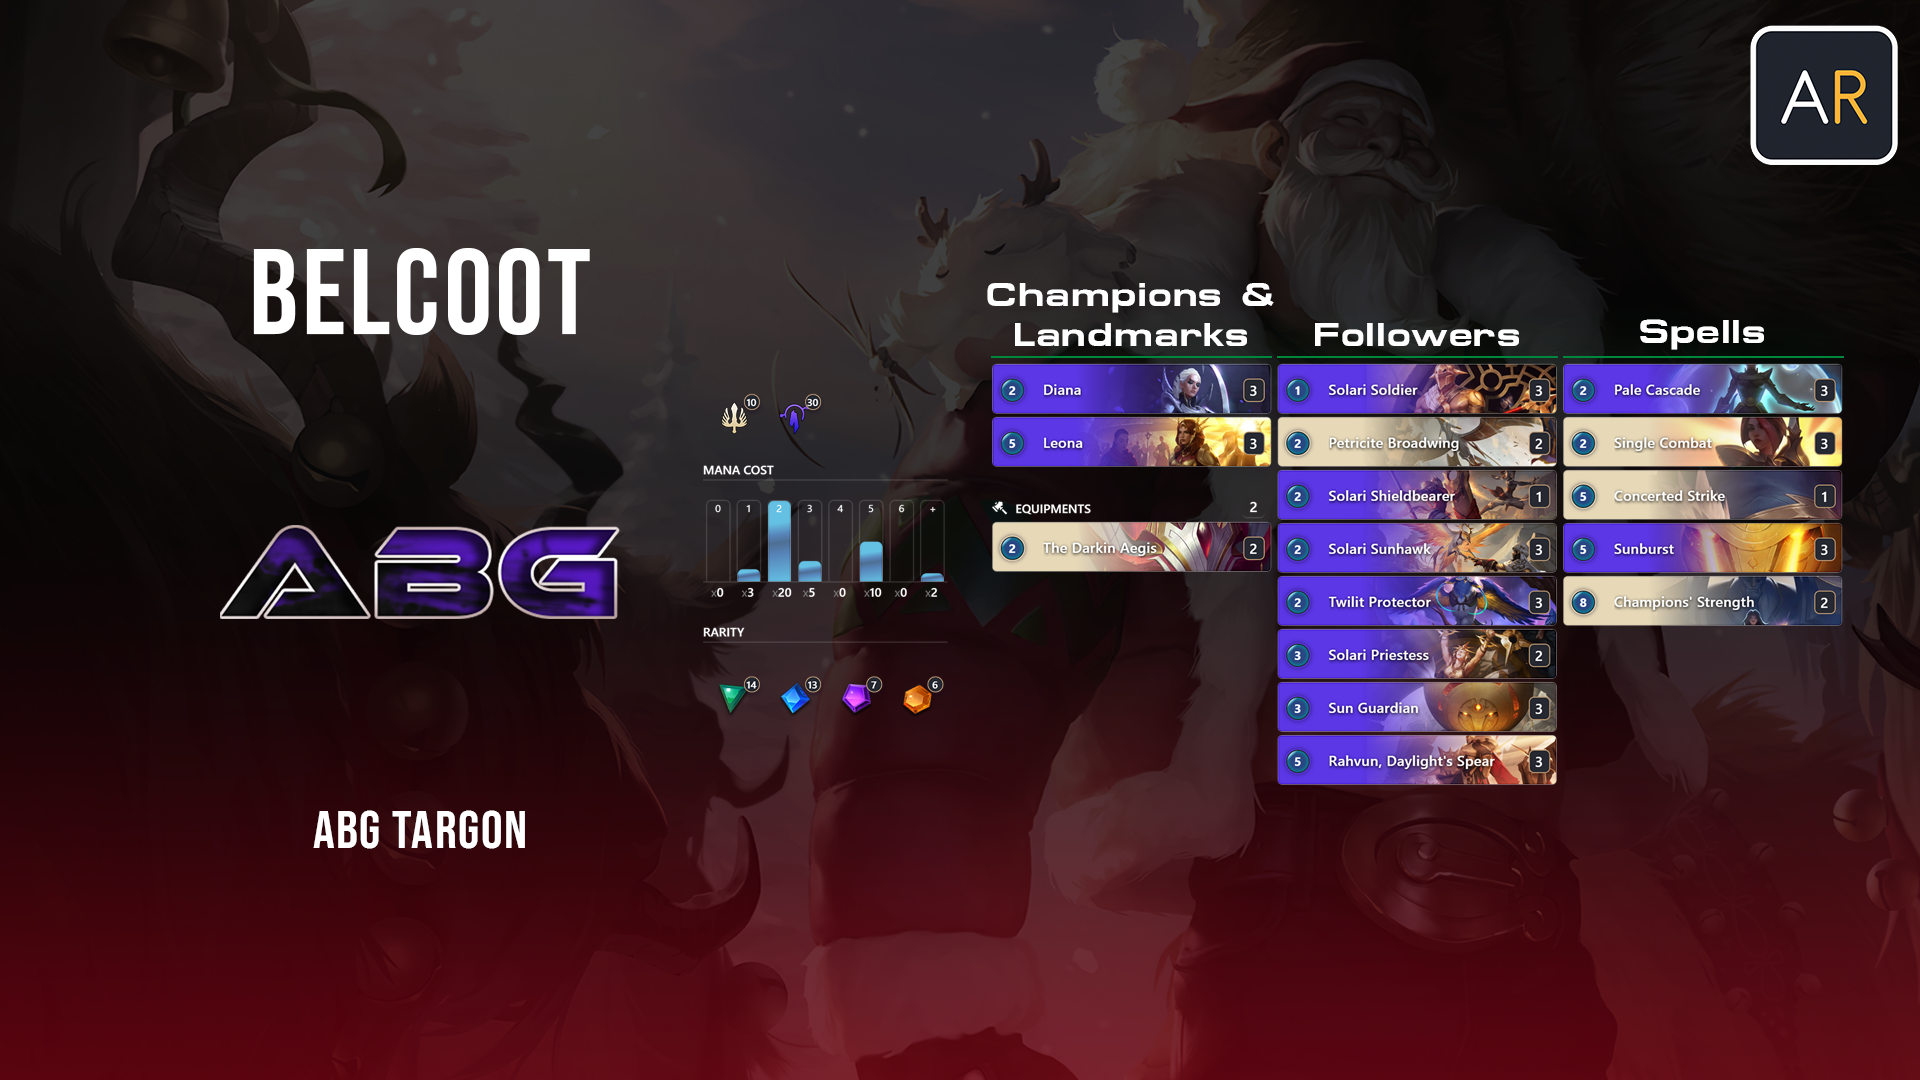 AR
BELCOOT
ABG
ABG TARGON
10
30
MANA COST
0 1 2 3 4 5 6 +
x0 x3 x20 x5 x0 x10 x0 x2
RARITY
14 13 7 6
Champions &
Landmarks
2 Diana 3
5 Leona 3
EQUIPMENTS 2
2 The Darkin Aegis 2
Followers
1 Solari Soldier 3
2 Petricite Broadwing 2
2 Solari Shieldbearer 1
2 Solari Sunhawk 3
2 Twilit Protector 3
3 Solari Priestess 2
3 Sun Guardian 3
5 Rahvun, Daylight's Spear 3
Spells
2 Pale Cascade 3
2 Single Combat 3
5 Concerted Strike 1
5 Sunburst 3
8 Champions' Strength 2